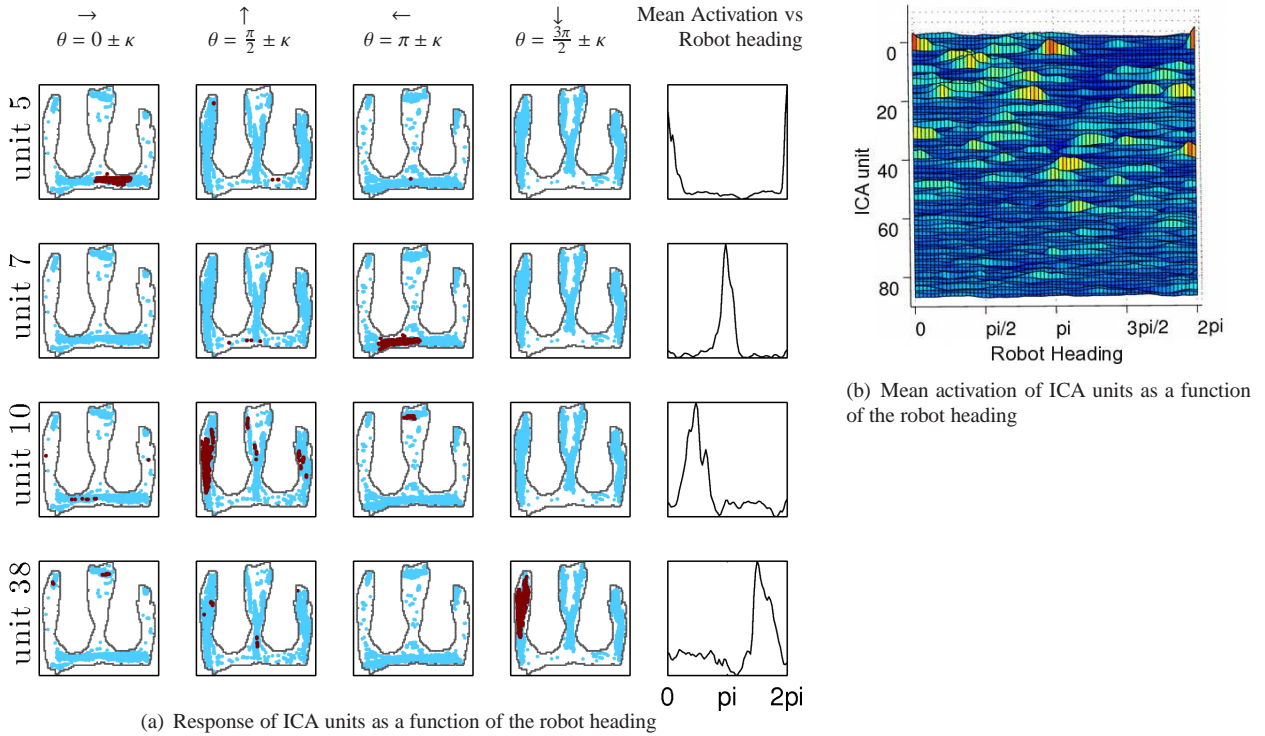 → ↑ ← ↓ Mean Activation vs
θ = 0 ± κ θ = π/2 ± κ θ = π ± κ θ = 3π/2 ± κ Robot heading
unit 5
unit 7
unit 10
unit 38
0 pi 2pi
(a) Response of ICA units as a function of the robot heading
0
20
40
60
80
ICA unit
0 pi/2 pi 3pi/2 2pi
Robot Heading
(b) Mean activation of ICA units as a function
of the robot heading